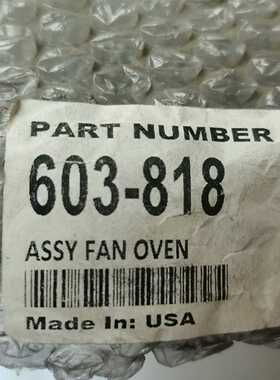 PART NUMBER
603-818
ASSY FAN OVEN
Made In: USA